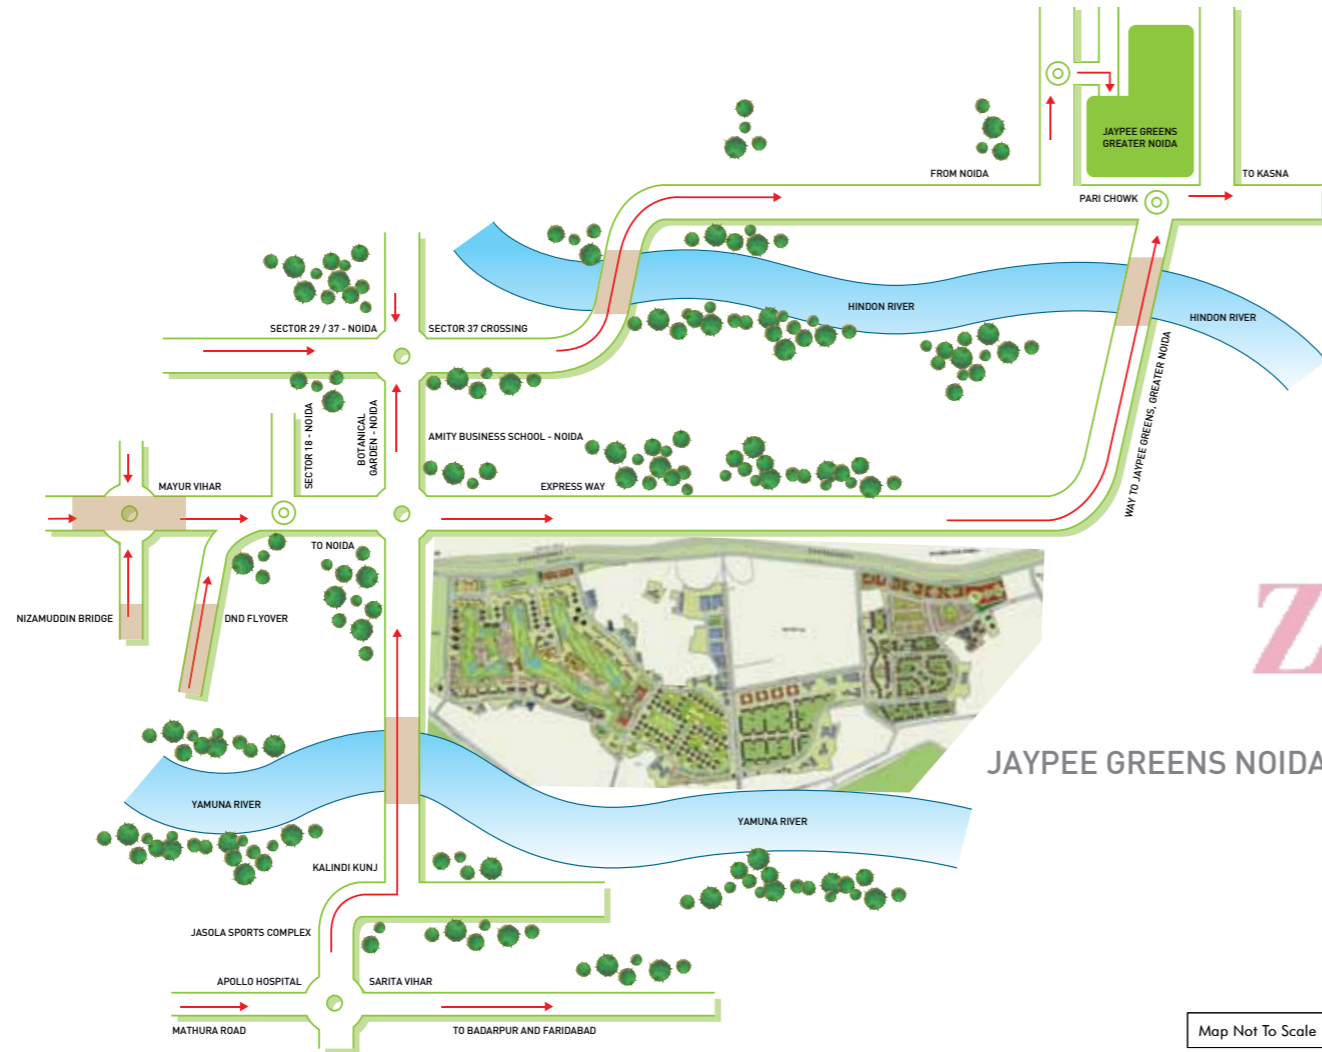 JAYPEE GREENS
GREATER NOIDA
FROM NOIDA
TO KASNA
PARI CHOWK
HINDON RIVER
HINDON RIVER
SECTOR 29 / 37 - NOIDA
SECTOR 37 CROSSING
WAY TO JAYPEE GREENS, GREATER NOIDA
SECTOR 18 - NOIDA
BOTANICAL
GARDEN - NOIDA
AMITY BUSINESS SCHOOL - NOIDA
MAYUR VIHAR
EXPRESS WAY
TO NOIDA
NIZAMUDDIN BRIDGE
DND FLYOVER
Z
JAYPEE GREENS NOIDA
YAMUNA RIVER
YAMUNA RIVER
KALINDI KUNJ
JASOLA SPORTS COMPLEX
APOLLO HOSPITAL
SARITA VIHAR
MATHURA ROAD
TO BADARPUR AND FARIDABAD
Map Not To Scale